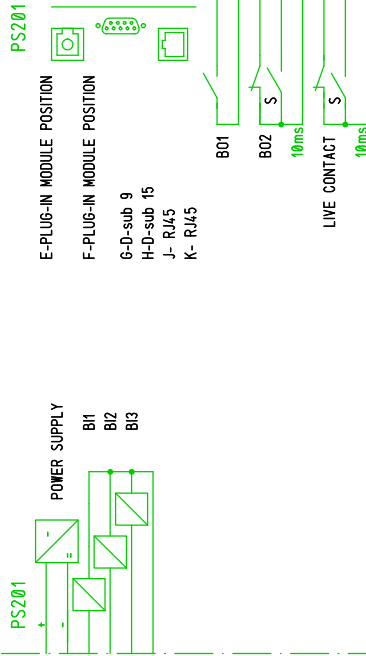 PS201
+
-
POWER SUPPLY
BI1
BI2
BI3
PS201
E-PLUG-IN MODULE POSITION
F-PLUG-IN MODULE POSITION
G-D-sub 9
H-D-sub 15
J- RJ45
K- RJ45
BO1
BO2
S
10ms
LIVE CONTACT
S
10ms